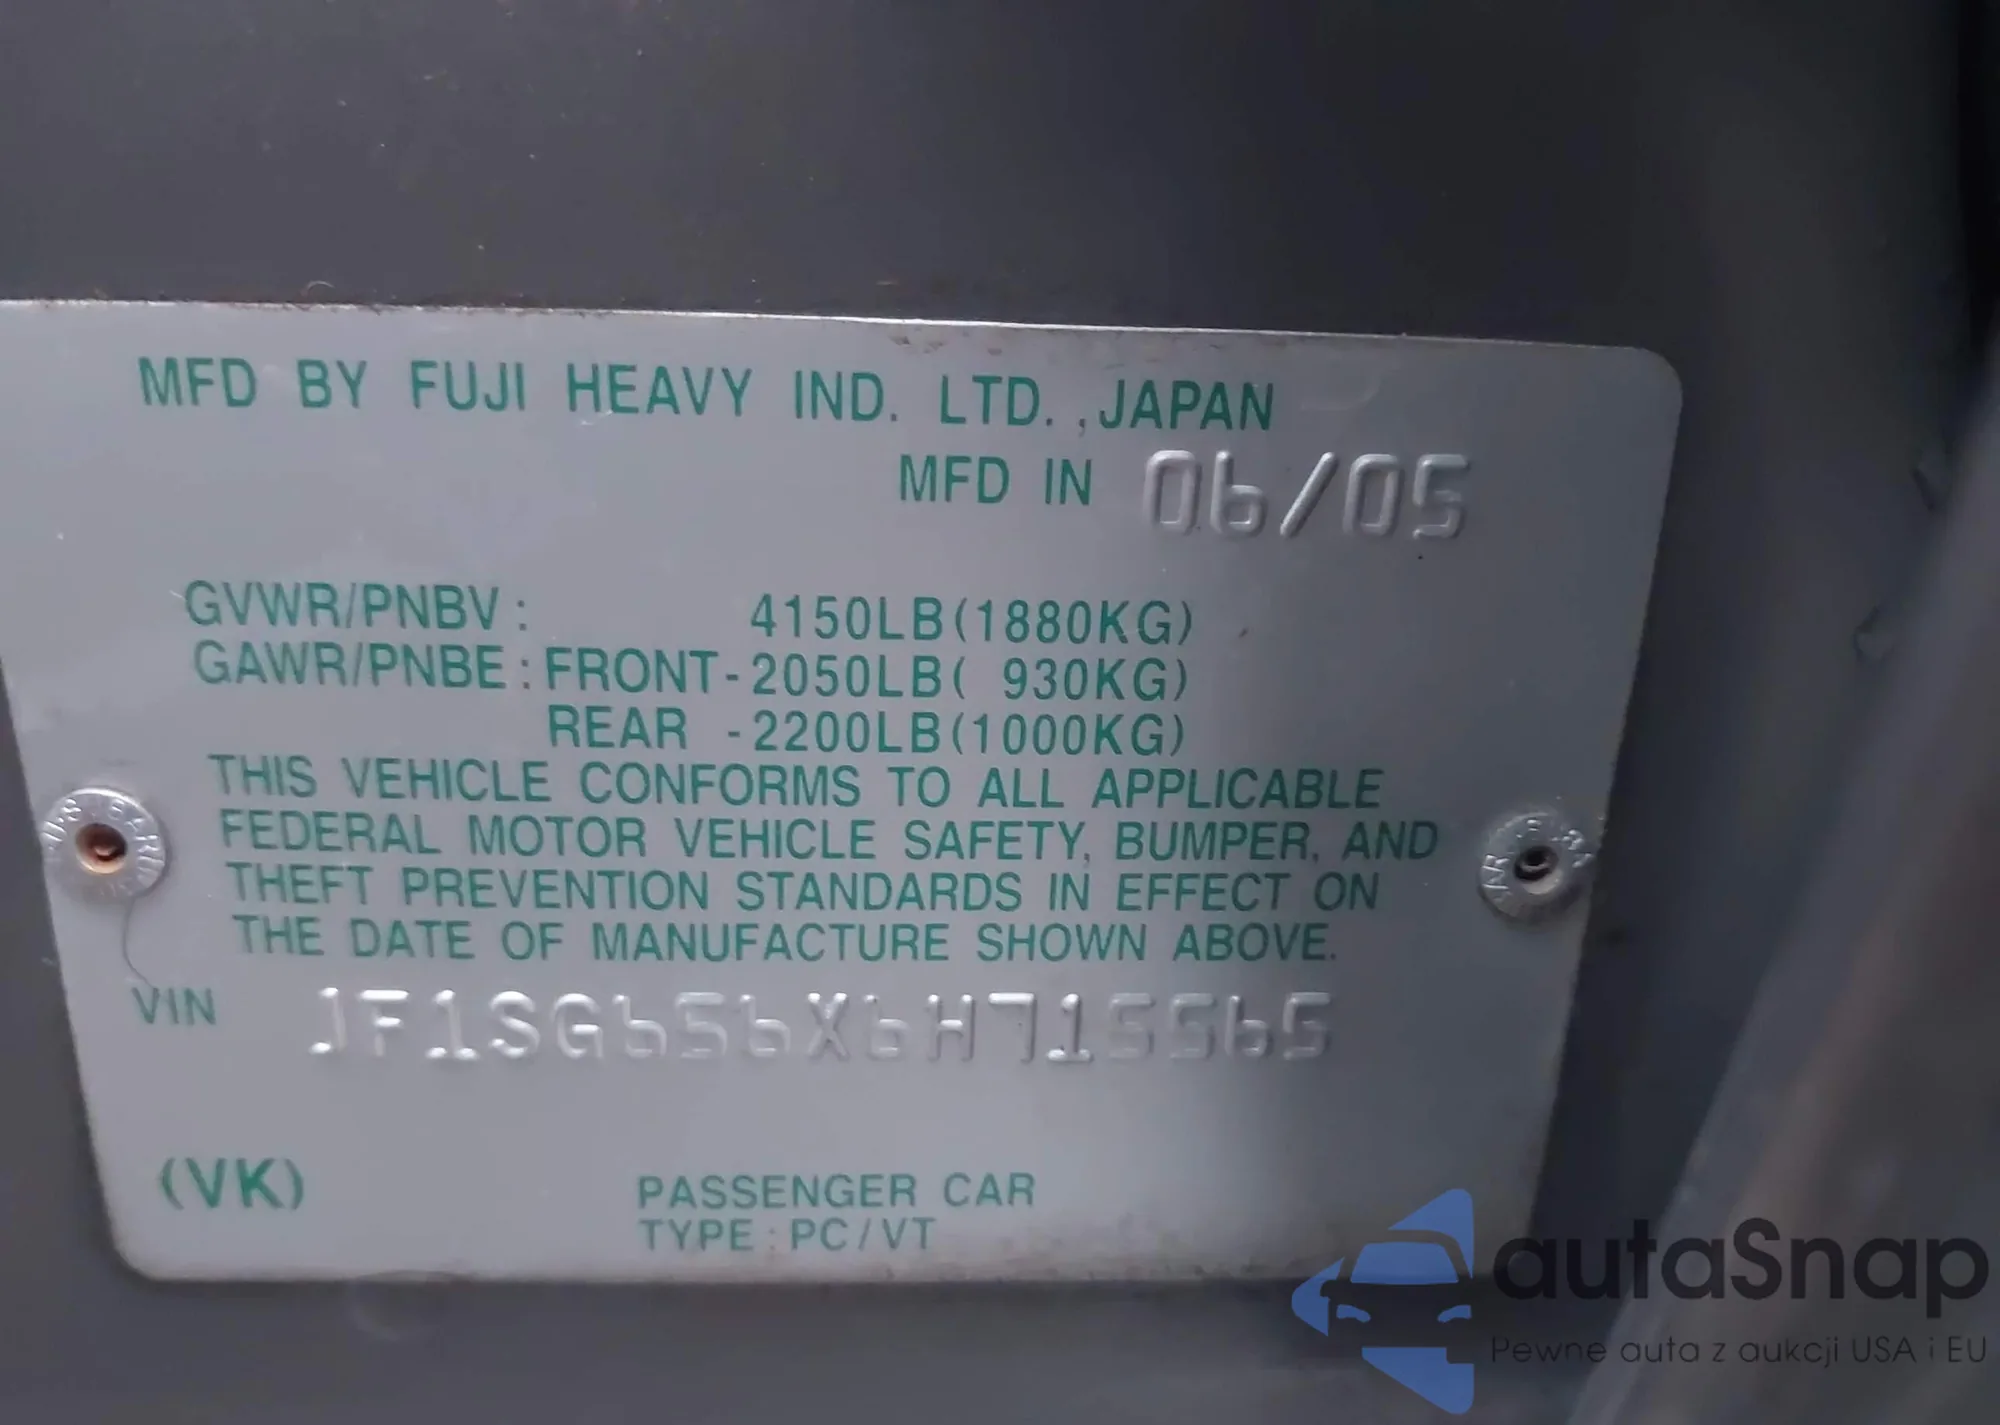 MFD BY FUJI HEAVY IND. LTD., JAPAN
MFD IN 06/05
GVWR/PNBV: 4150LB(1880KG)
GAWR/PNBE: FRONT-2050LB( 930KG)
REAR -2200LB(1000KG)
THIS VEHICLE CONFORMS TO ALL APPLICABLE
FEDERAL MOTOR VEHICLE SAFETY, BUMPER, AND
THEFT PREVENTION STANDARDS IN EFFECT ON
THE DATE OF MANUFACTURE SHOWN ABOVE.
VIN JF1SG656X6H715565
(VK)
PASSENGER CAR
TYPE: PC/VT
autaSnap
Pewne auta z aukcji USA i EU